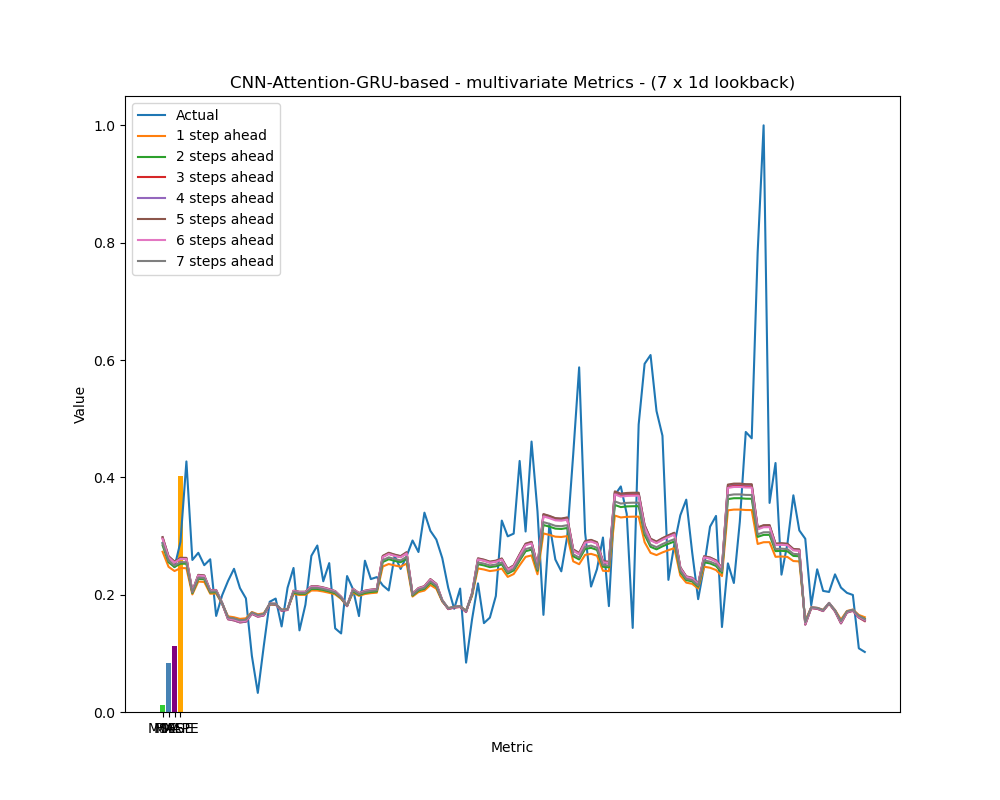 CNN-Attention-GRU-based - multivariate Metrics - (7 x 1d lookback)
Actual
1 step ahead
2 steps ahead
3 steps ahead
4 steps ahead
5 steps ahead
6 steps ahead
7 steps ahead
1.0
0.8
0.6
0.4
0.2
0.0
Value
Metric